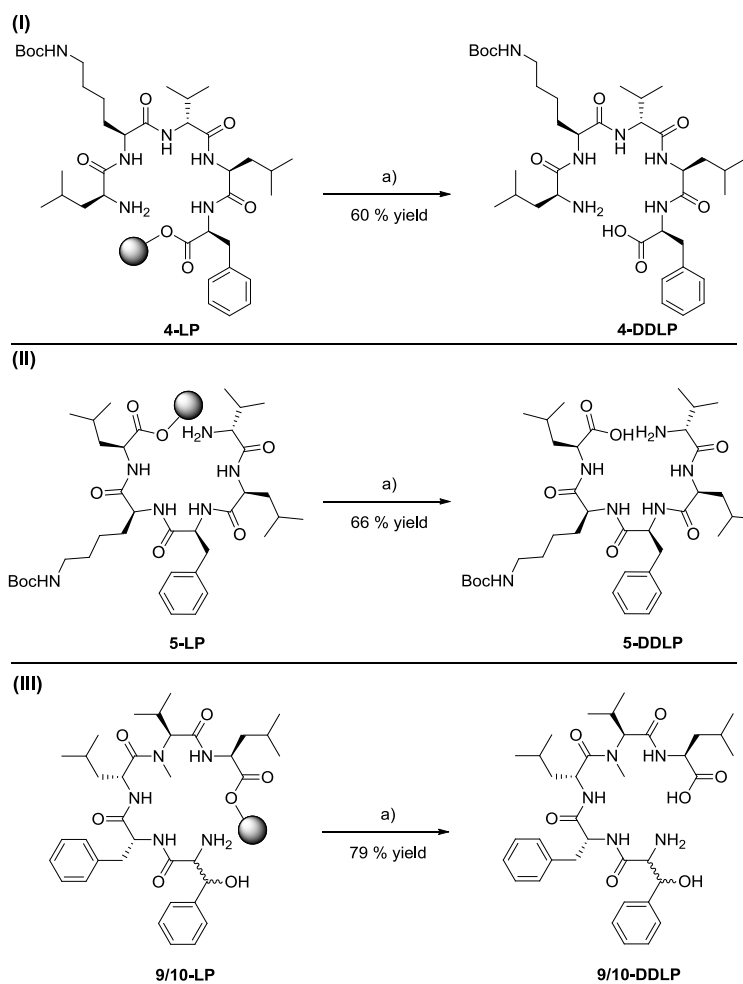 (I)
BocHN
O
H
N
O
N
H
O
HN
NH2
O
HN
O
O
O
HN
a)
60 % yield
BocHN
O
H
N
O
N
H
O
HN
NH2
O
HN
O
HO
O
HN
4-LP
4-DDLP
(II)
O
O
H2N
O
NH
HN
O
NH
O
HN
O
BocHN
a)
66 % yield
O
OH
H2N
O
NH
HN
O
NH
O
HN
O
BocHN
5-LP
5-DDLP
(III)
O
O
N
HN
O
O
NH
O
NH
NH2
O
OH
a)
79 % yield
O
O
N
HN
O
HO
NH
O
NH
NH2
O
OH
9/10-LP
9/10-DDLP